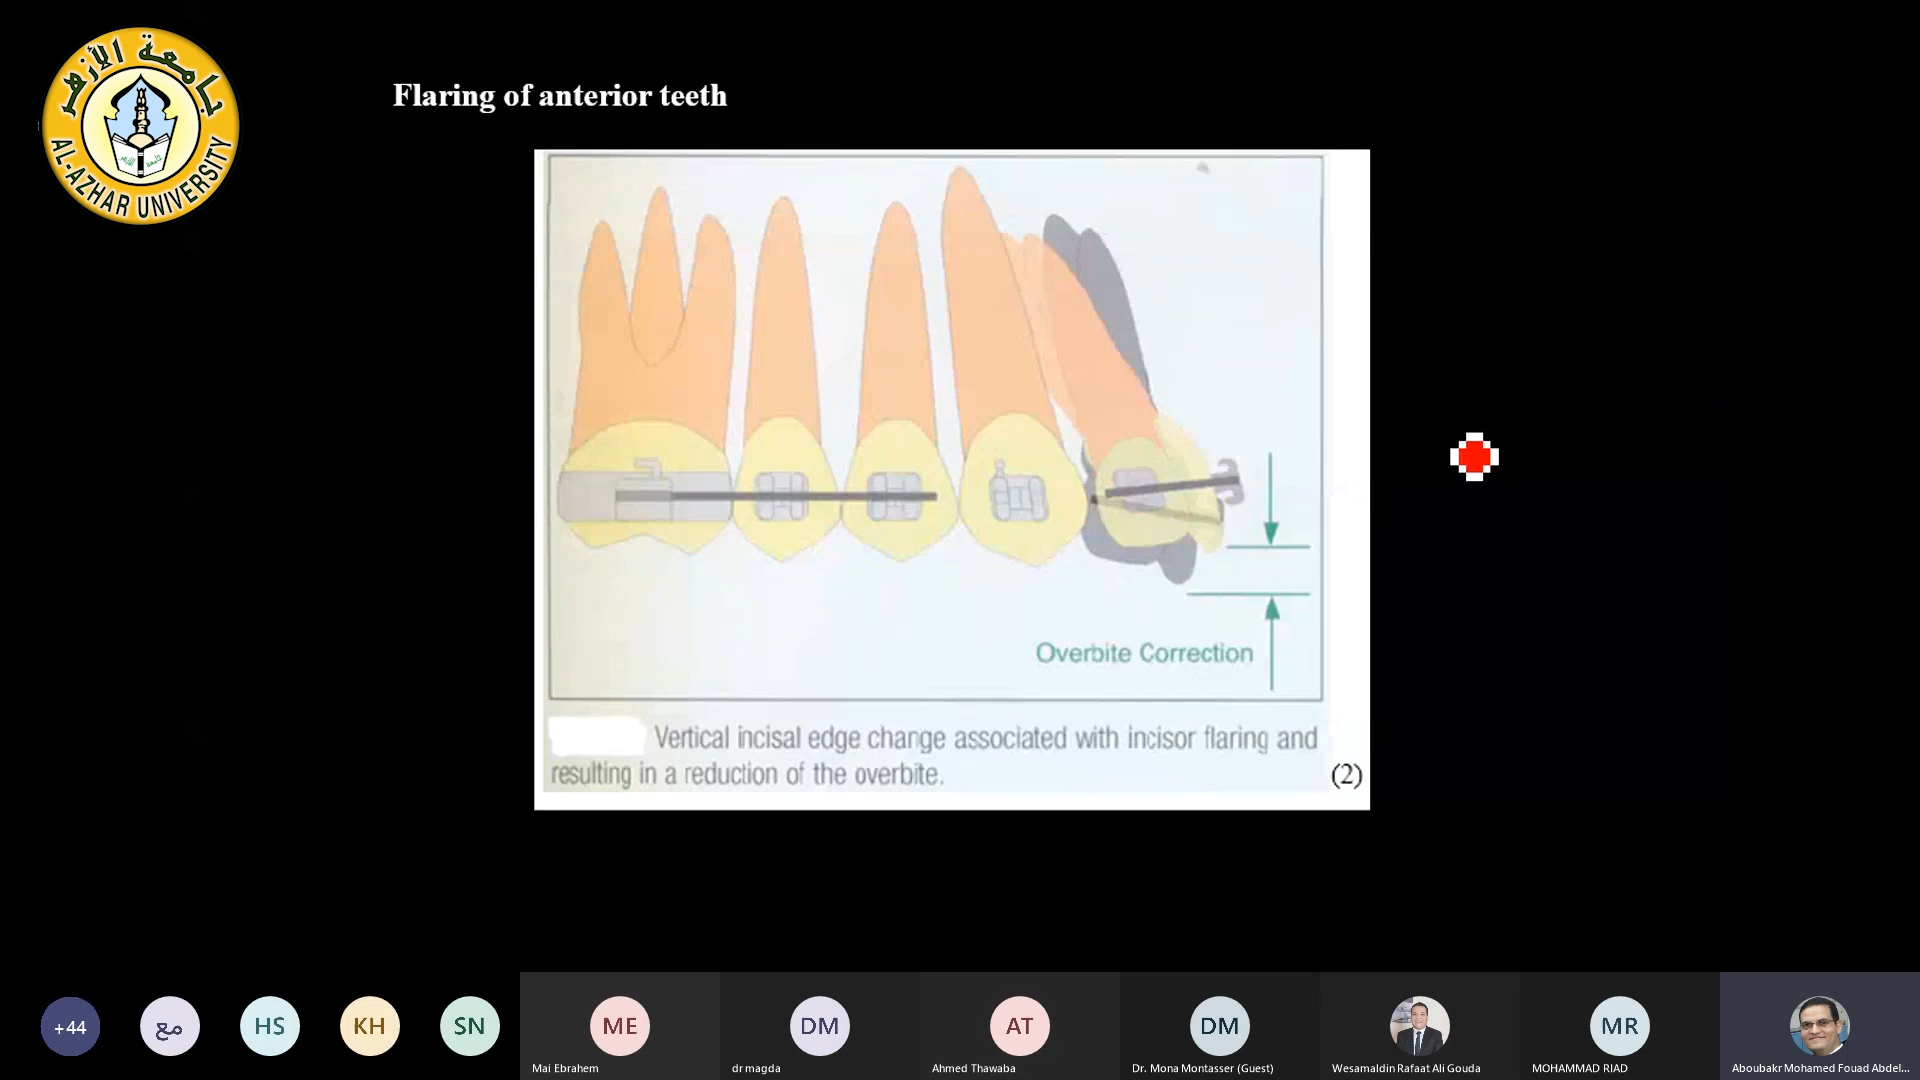 جامعة الأزهر
AL-AZHAR UNIVERSITY
Flaring of anterior teeth
Overbite Correction
Vertical incisal edge change associated with incisor flaring and
resulting in a reduction of the overbite.
(2)
+44
مع
HS
KH
SN
ME
DM
AT
DM
MR
Mai Ebrahem
dr magda
Ahmed Thawaba
Dr. Mona Montasser (Guest)
Wesamaldin Rafaat Ali Gouda
MOHAMMAD RIAD
Aboubakr Mohamed Fouad Abdel...